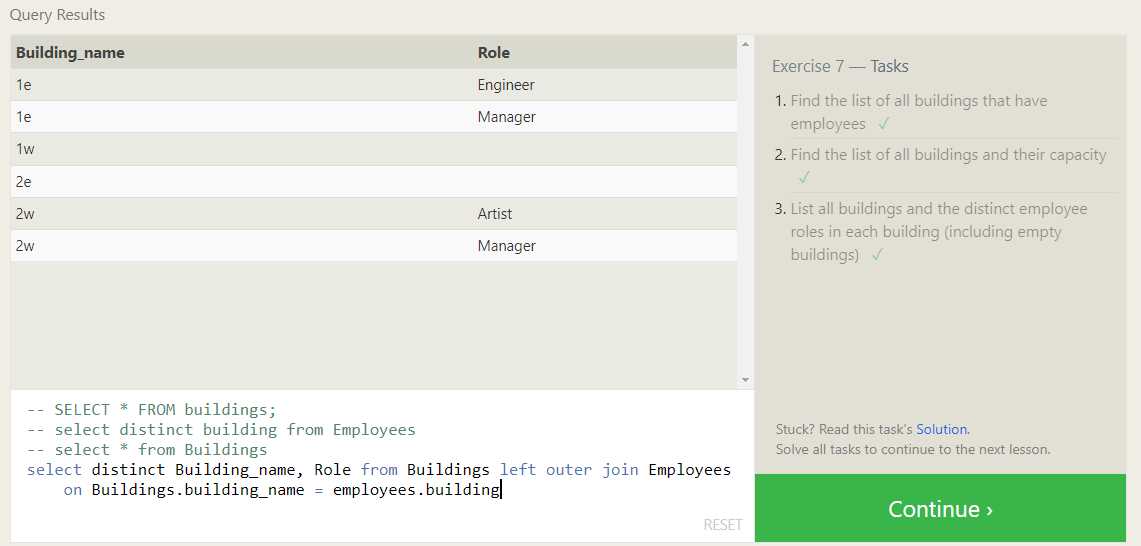 Query Results
Building_name Role
1e Engineer
1e Manager
1w
2e
2w Artist
2w Manager
-- SELECT * FROM buildings;
-- select distinct building from Employees
-- select * from Buildings
select distinct Building_name, Role from Buildings left outer join Employees
on Buildings.building_name = employees.building
RESET
Exercise 7 — Tasks
1. Find the list of all buildings that have
employees ✓
2. Find the list of all buildings and their capacity
✓
3. List all buildings and the distinct employee
roles in each building (including empty
buildings) ✓
Stuck? Read this task's Solution.
Solve all tasks to continue to the next lesson.
Continue ›